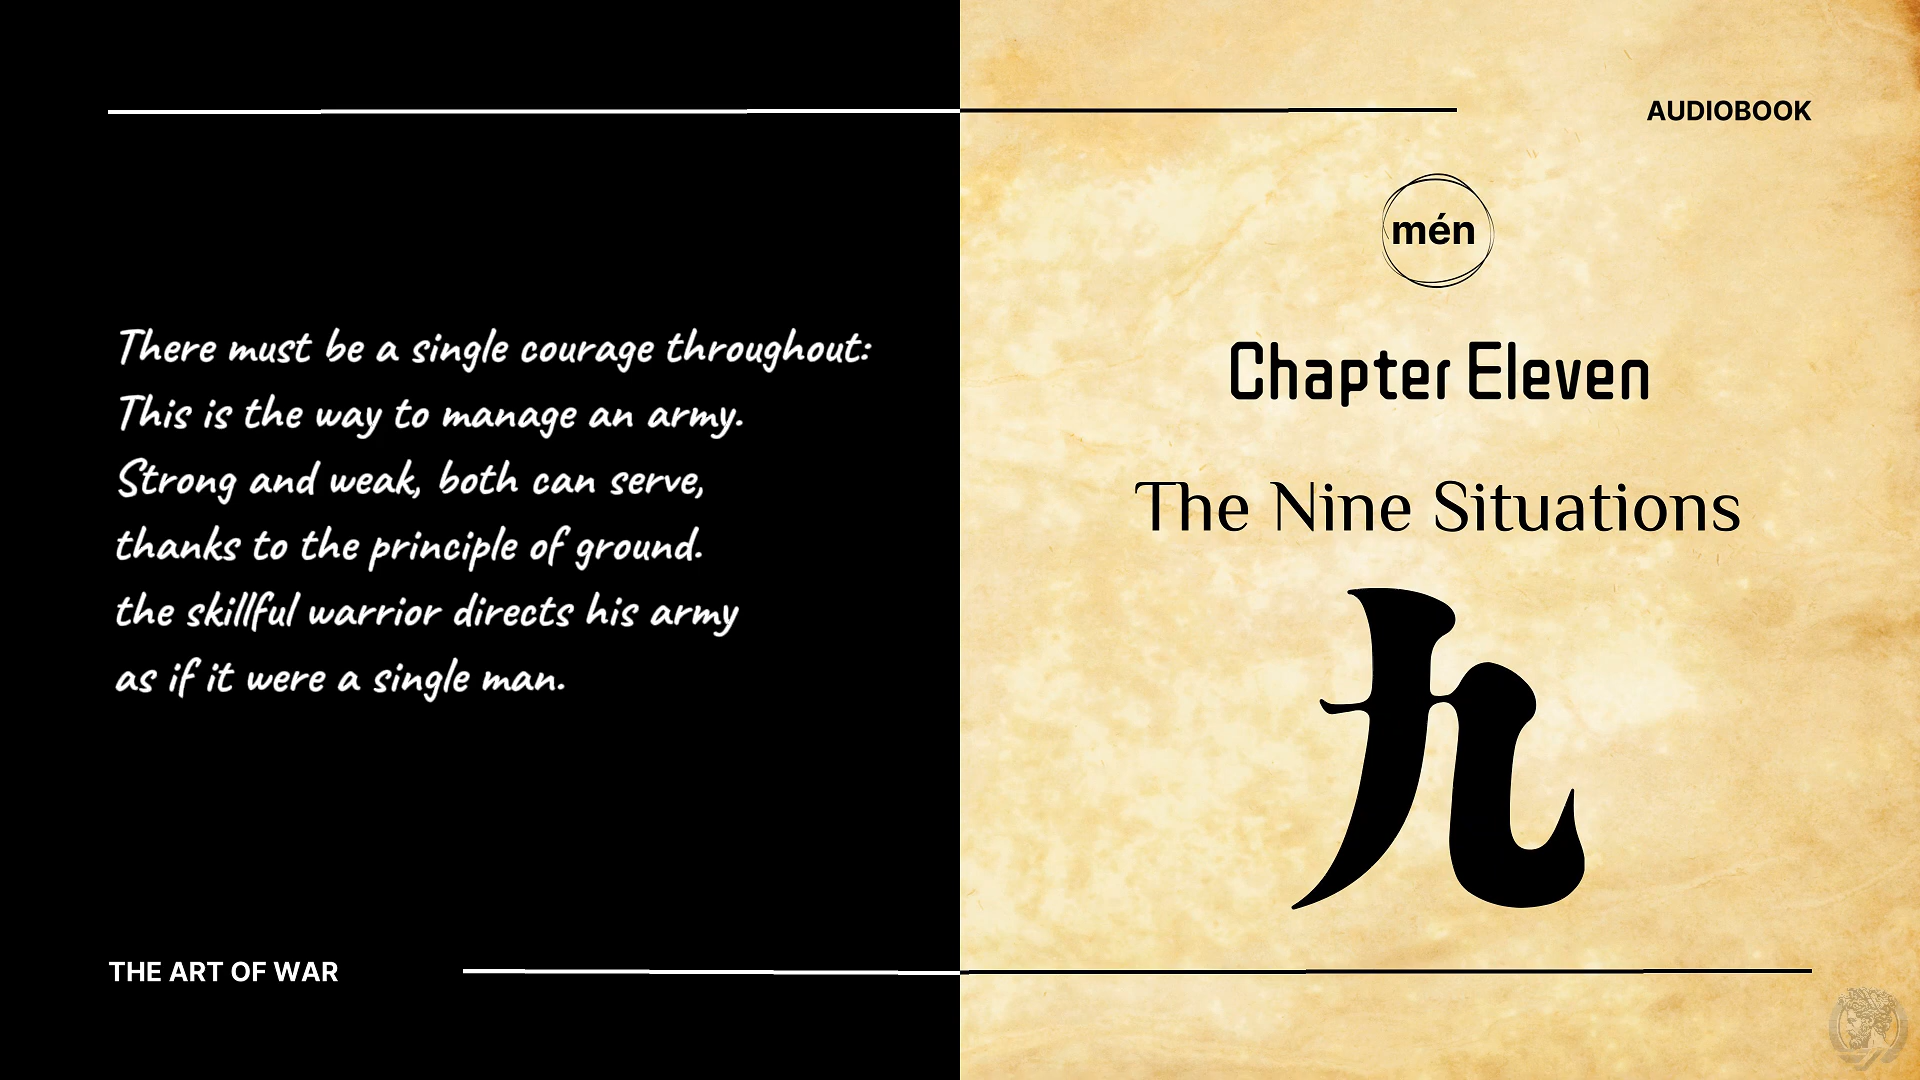 There must be a single courage throughout:
This is the way to manage an army.
Strong and weak, both can serve,
thanks to the principle of ground.
the skillful warrior directs his army
as if it were a single man.
THE ART OF WAR
AUDIOBOOK
mén
Chapter Eleven
The Nine Situations
九